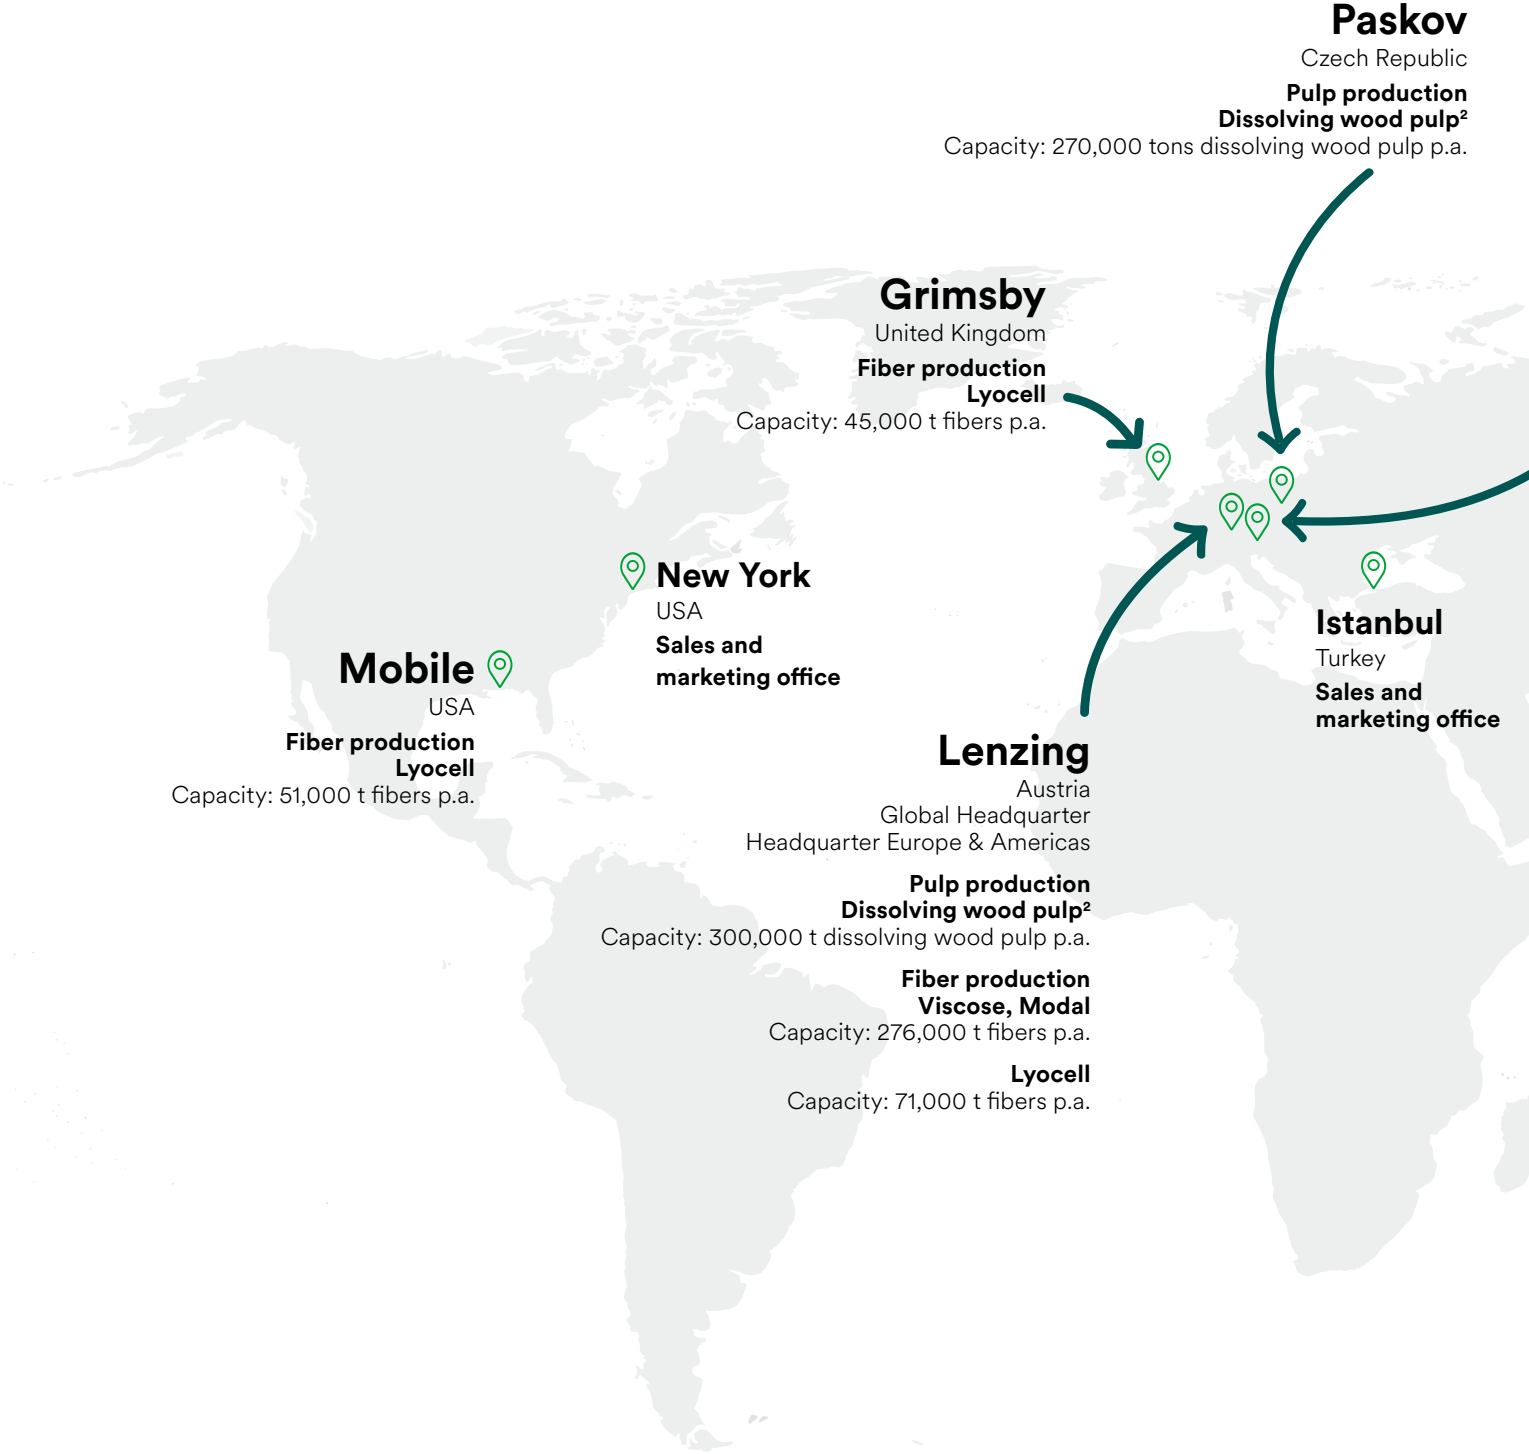 Paskov
Czech Republic
Pulp production
Dissolving wood pulp²
Capacity: 270,000 tons dissolving wood pulp p.a.
Grimsby
United Kingdom
Fiber production
Lyocell
Capacity: 45,000 t fibers p.a.
New York
USA
Sales and
marketing office
Mobile
USA
Fiber production
Lyocell
Capacity: 51,000 t fibers p.a.
Istanbul
Turkey
Sales and
marketing office
Lenzing
Austria
Global Headquarter
Headquarter Europe & Americas
Pulp production
Dissolving wood pulp²
Capacity: 300,000 t dissolving wood pulp p.a.
Fiber production
Viscose, Modal
Capacity: 276,000 t fibers p.a.
Lyocell
Capacity: 71,000 t fibers p.a.